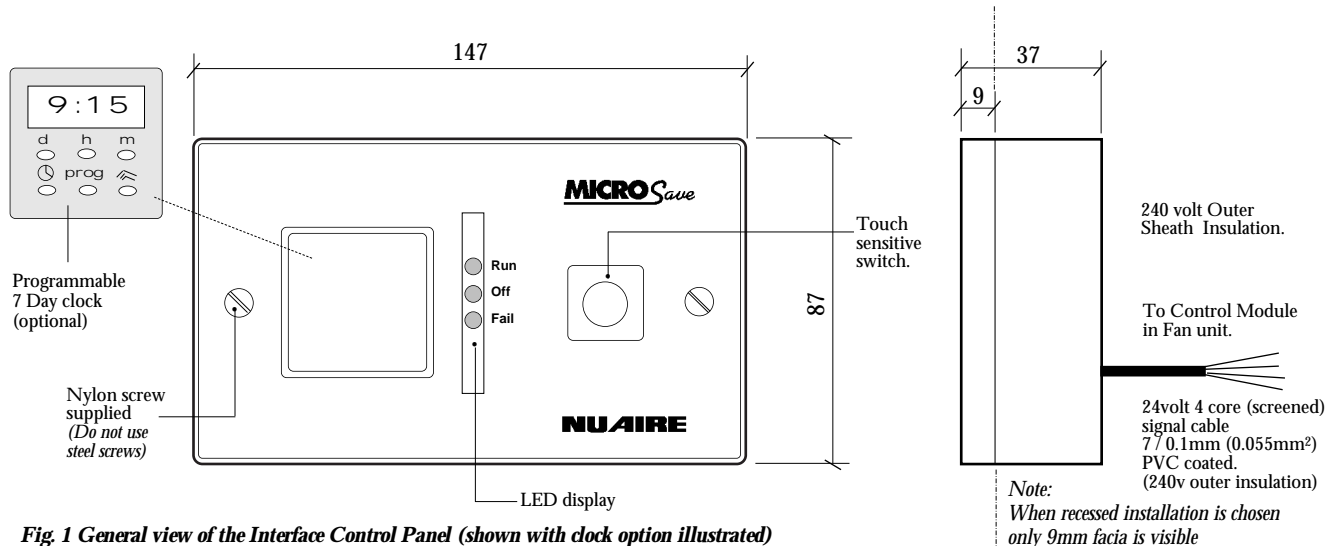 147
37
9
9:15
d h m
prog
Programmable
7 Day clock
(optional)
MICRO Save
Run
Off
Fail
Touch
sensitive
switch.
87
Nylon screw
supplied
(Do not use
steel screws)
NUAIRE
LED display
240 volt Outer
Sheath Insulation.
To Control Module
in Fan unit.
24volt 4 core (screened)
signal cable
7 / 0.1mm (0.055mm²)
PVC coated.
(240v outer insulation)
Note:
When recessed installation is chosen
only 9mm facia is visible
Fig. 1 General view of the Interface Control Panel (shown with clock option illustrated)